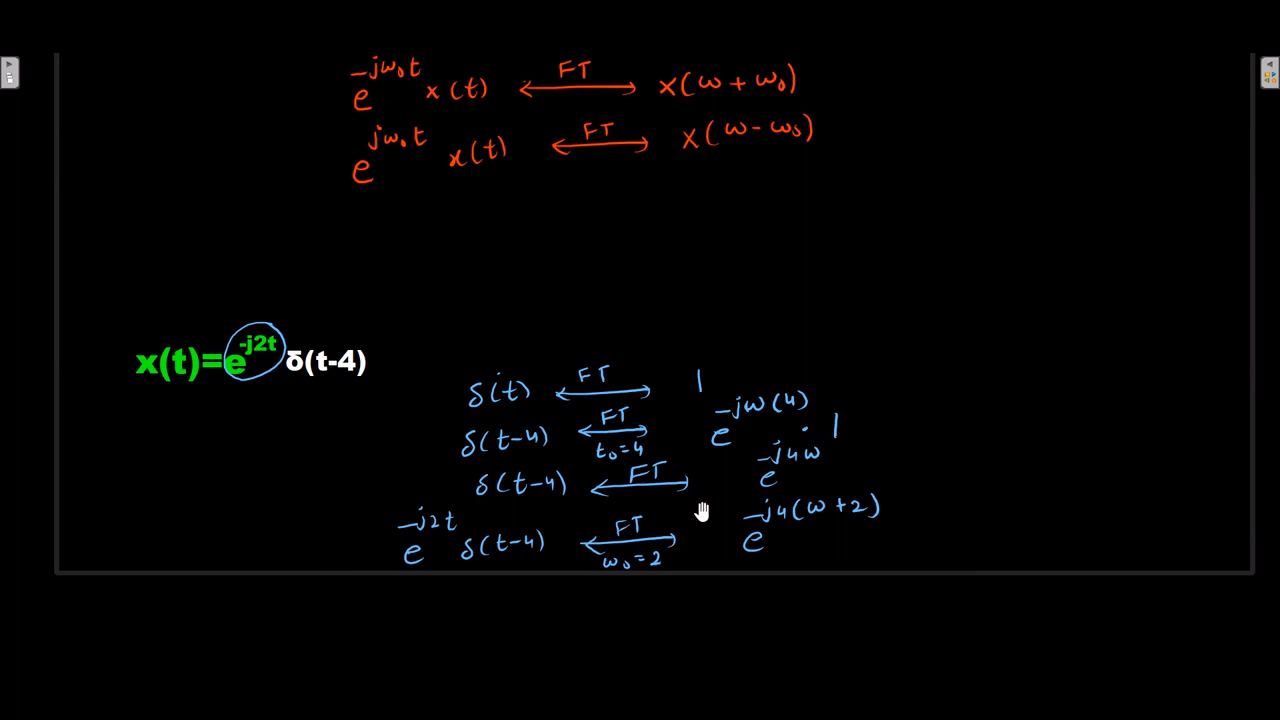 e^{-jω₀t} x(t) ⟷^{FT} X(ω + ω₀)
e^{jω₀t} x(t) ⟷^{FT} X(ω - ω₀)
x(t)=e^{-j2t} δ(t-4)
δ(t) ⟷^{FT} 1
δ(t-4) ⟷^{FT}_{t₀=4} e^{-jω(4)} 1
δ(t-4) ⟷^{FT} e^{-j4ω}
e^{-j2t} δ(t-4) ⟷^{FT}_{ω₀=2} e^{-j4(ω+2)}